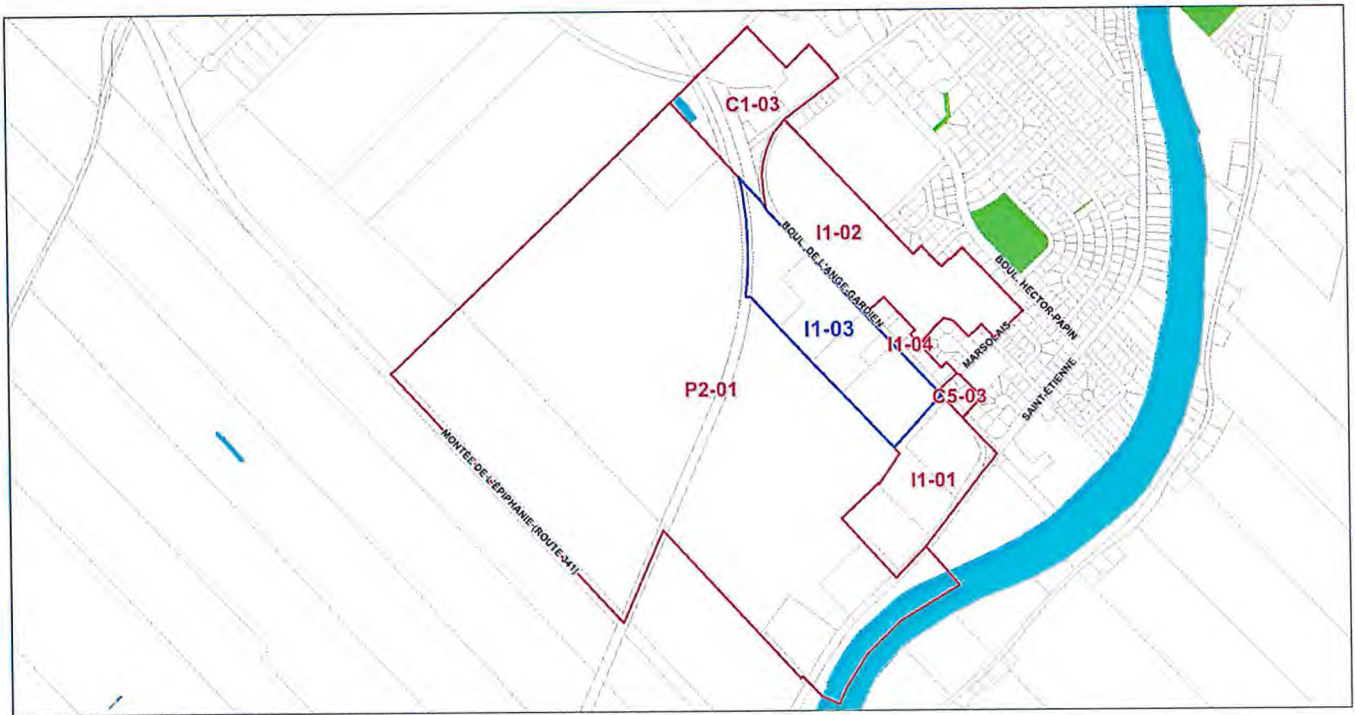 C1-03
I1-02
BOUL. DE L'ANGE-GARDIEN
BOUL. HECTOR-PAPIN
I1-03
I1-04
MARSOLAIS
P2-01
C5-03
SAINT-ÉTIENNE
MONTÉE DE L'ÉPIPHANIE (ROUTE 341)
I1-01